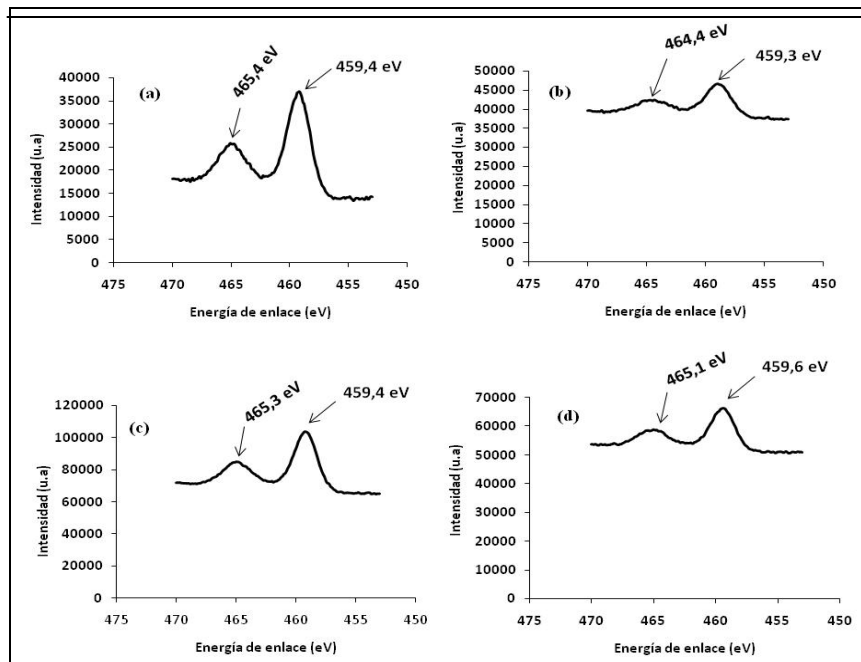 (a)
465,4 eV
459,4 eV
40000
35000
30000
25000
20000
15000
10000
5000
0
475 470 465 460 455 450
Intensidad (u.a)
Energía de enlace (eV)
(b)
464,4 eV
459,3 eV
50000
45000
40000
35000
30000
25000
20000
15000
10000
5000
0
475 470 465 460 455 450
Intensidad (u.a)
Energía de enlace (eV)
(c)
465,3 eV
459,4 eV
120000
100000
80000
60000
40000
20000
0
475 470 465 460 455 450
Intensidad (u.a)
Energía de enlace (eV)
(d)
465,1 eV
459,6 eV
70000
60000
50000
40000
30000
20000
10000
0
475 470 465 460 455 450
Intensidad (u.a)
Energía de enlace (eV)